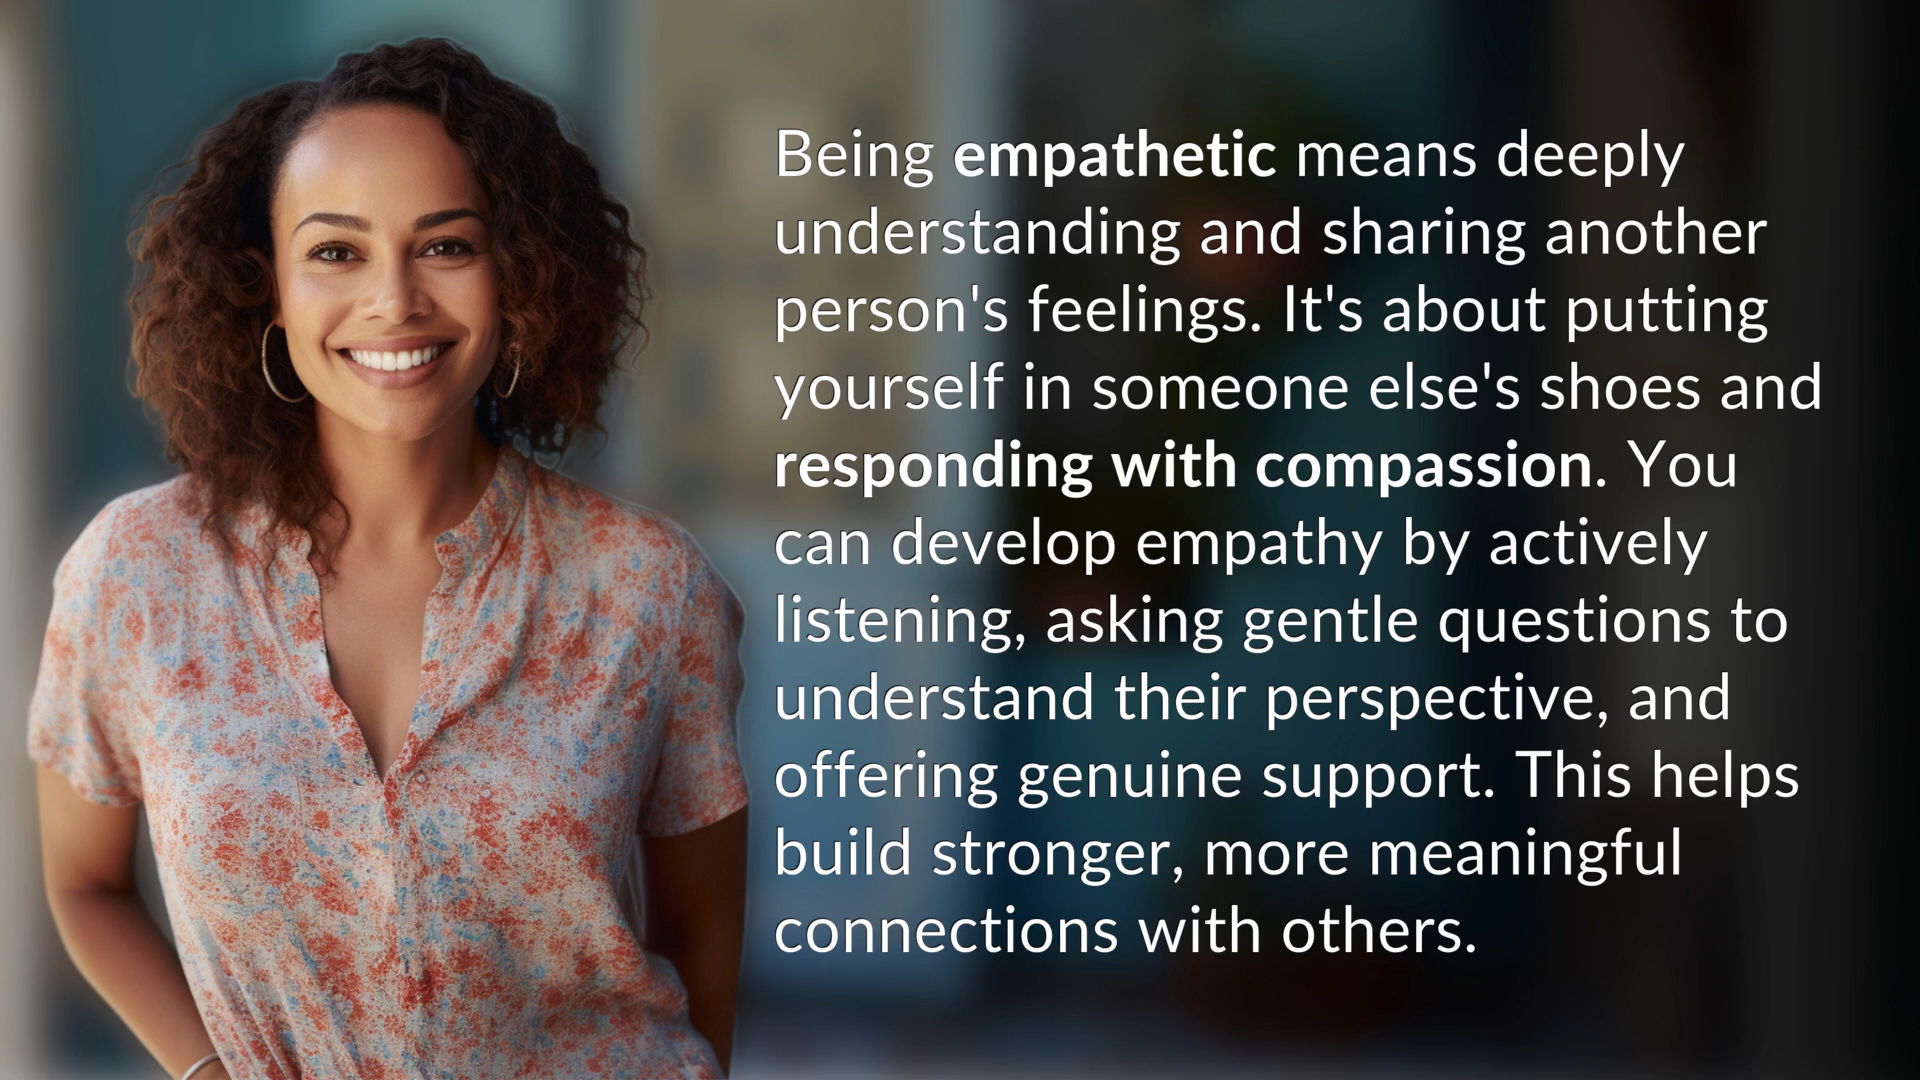 Being empathetic means deeply
understanding and sharing another
person's feelings. It's about putting
yourself in someone else's shoes and
responding with compassion. You
can develop empathy by actively
listening, asking gentle questions to
understand their perspective, and
offering genuine support. This helps
build stronger, more meaningful
connections with others.